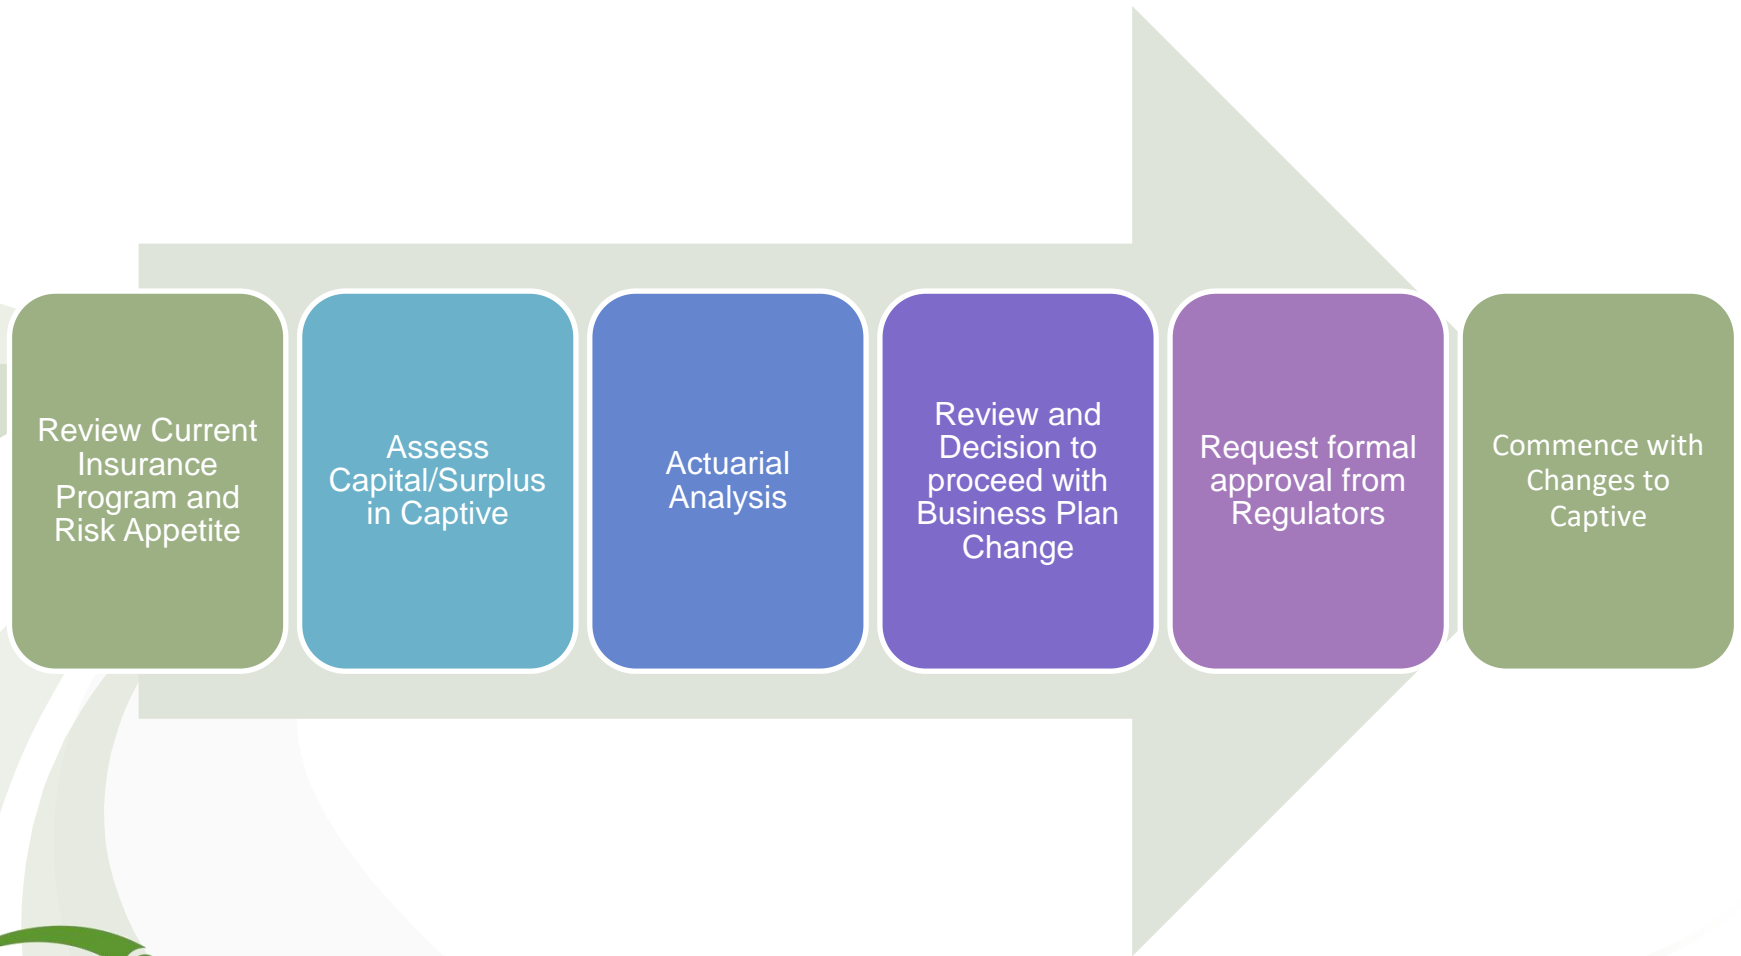 Review Current
Insurance
Program and
Risk Appetite
Assess
Capital/Surplus
in Captive
Actuarial
Analysis
Review and
Decision to
proceed with
Business Plan
Change
Request formal
approval from
Regulators
Commence with
Changes to
Captive